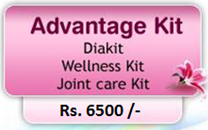 Advantage Kit
Diakit
Wellness Kit
Joint care Kit
Rs. 6500 /-